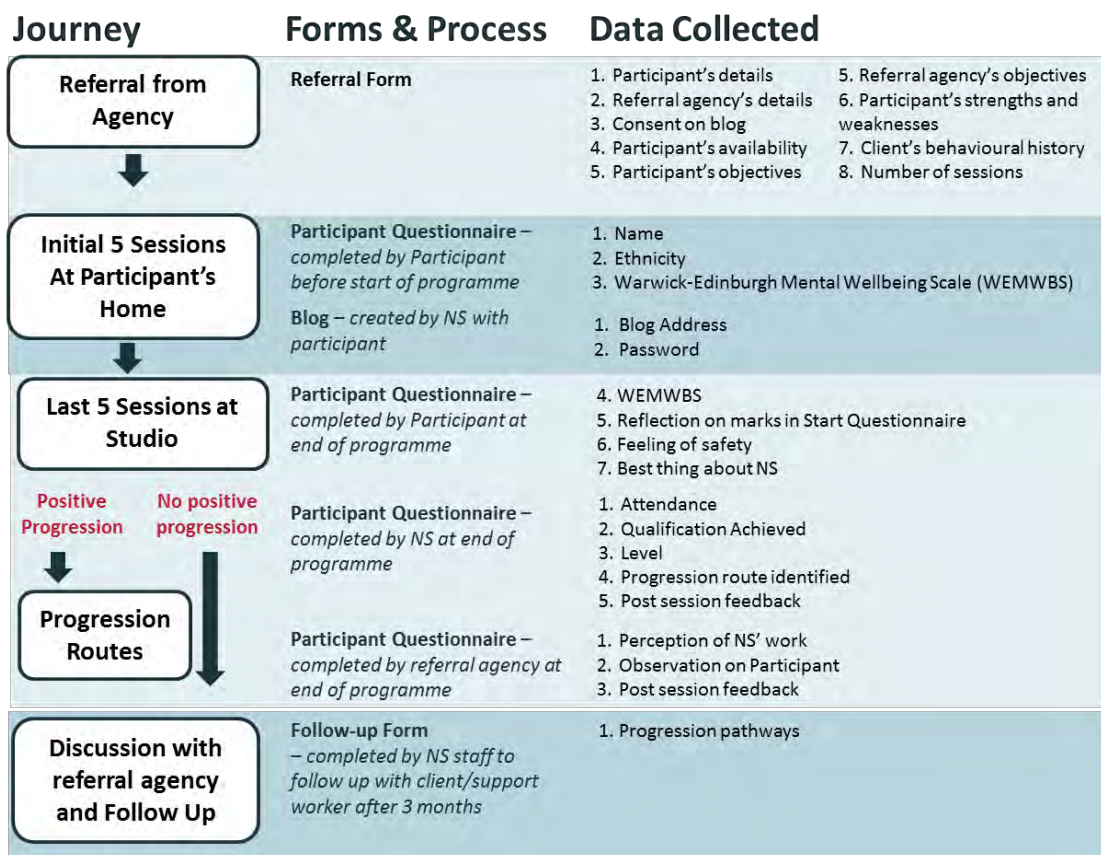 Journey
Forms & Process
Data Collected
Referral from
Agency
Referral Form
1. Participant's details
2. Referral agency's details
3. Consent on blog
4. Participant's availability
5. Participant's objectives
5. Referral agency's objectives
6. Participant's strengths and
weaknesses
7. Client's behavioural history
8. Number of sessions
Initial 5 Sessions
At Participant's
Home
Participant Questionnaire –
completed by Participant
before start of programme
Blog – created by NS with
participant
1. Name
2. Ethnicity
3. Warwick-Edinburgh Mental Wellbeing Scale (WEMWBS)
1. Blog Address
2. Password
Last 5 Sessions at
Studio
Participant Questionnaire –
completed by Participant at
end of programme
4. WEMWBS
5. Reflection on marks in Start Questionnaire
6. Feeling of safety
7. Best thing about NS
Positive
Progression
No positive
progression
Participant Questionnaire –
completed by NS at end of
programme
1. Attendance
2. Qualification Achieved
3. Level
4. Progression route identified
5. Post session feedback
Progression
Routes
Participant Questionnaire –
completed by referral agency at
end of programme
1. Perception of NS' work
2. Observation on Participant
3. Post session feedback
Discussion with
referral agency
and Follow Up
Follow-up Form
– completed by NS staff to
follow up with client/support
worker after 3 months
1. Progression pathways